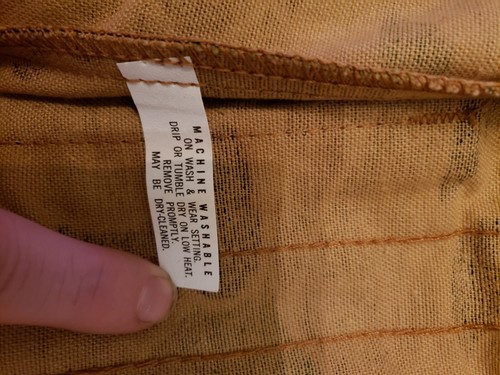 MACHINE WASHABLE
ON WASH & WEAR SETTING.
DRIP OR TUMBLE DRY ON LOW HEAT.
REMOVE PROMPTLY.
MAY BE DRY-CLEANED.